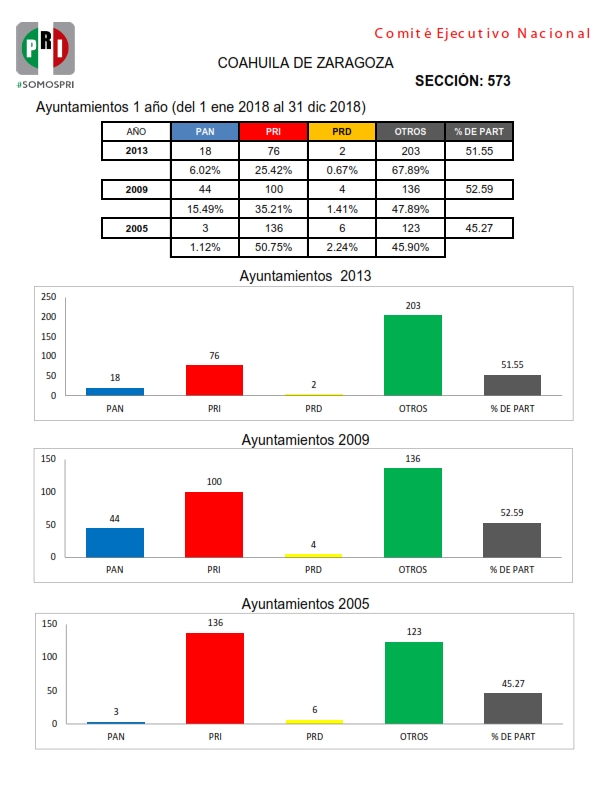 PRI
#SOMOSPRI
Comité Ejecutivo Nacional
COAHUILA DE ZARAGOZA
SECCIÓN: 573
Ayuntamientos 1 año (del 1 ene 2018 al 31 dic 2018)
AÑO PAN PRI PRD OTROS % DE PART
2013 18 76 2 203 51.55
6.02% 25.42% 0.67% 67.89%
2009 44 100 4 136 52.59
15.49% 35.21% 1.41% 47.89%
2005 3 136 6 123 45.27
1.12% 50.75% 2.24% 45.90%
Ayuntamientos 2013
250
200
150
100
50
0
18 76 2 203 51.55
PAN PRI PRD OTROS % DE PART
Ayuntamientos 2009
150
100
50
0
44 100 4 136 52.59
PAN PRI PRD OTROS % DE PART
Ayuntamientos 2005
150
100
50
0
3 136 6 123 45.27
PAN PRI PRD OTROS % DE PART